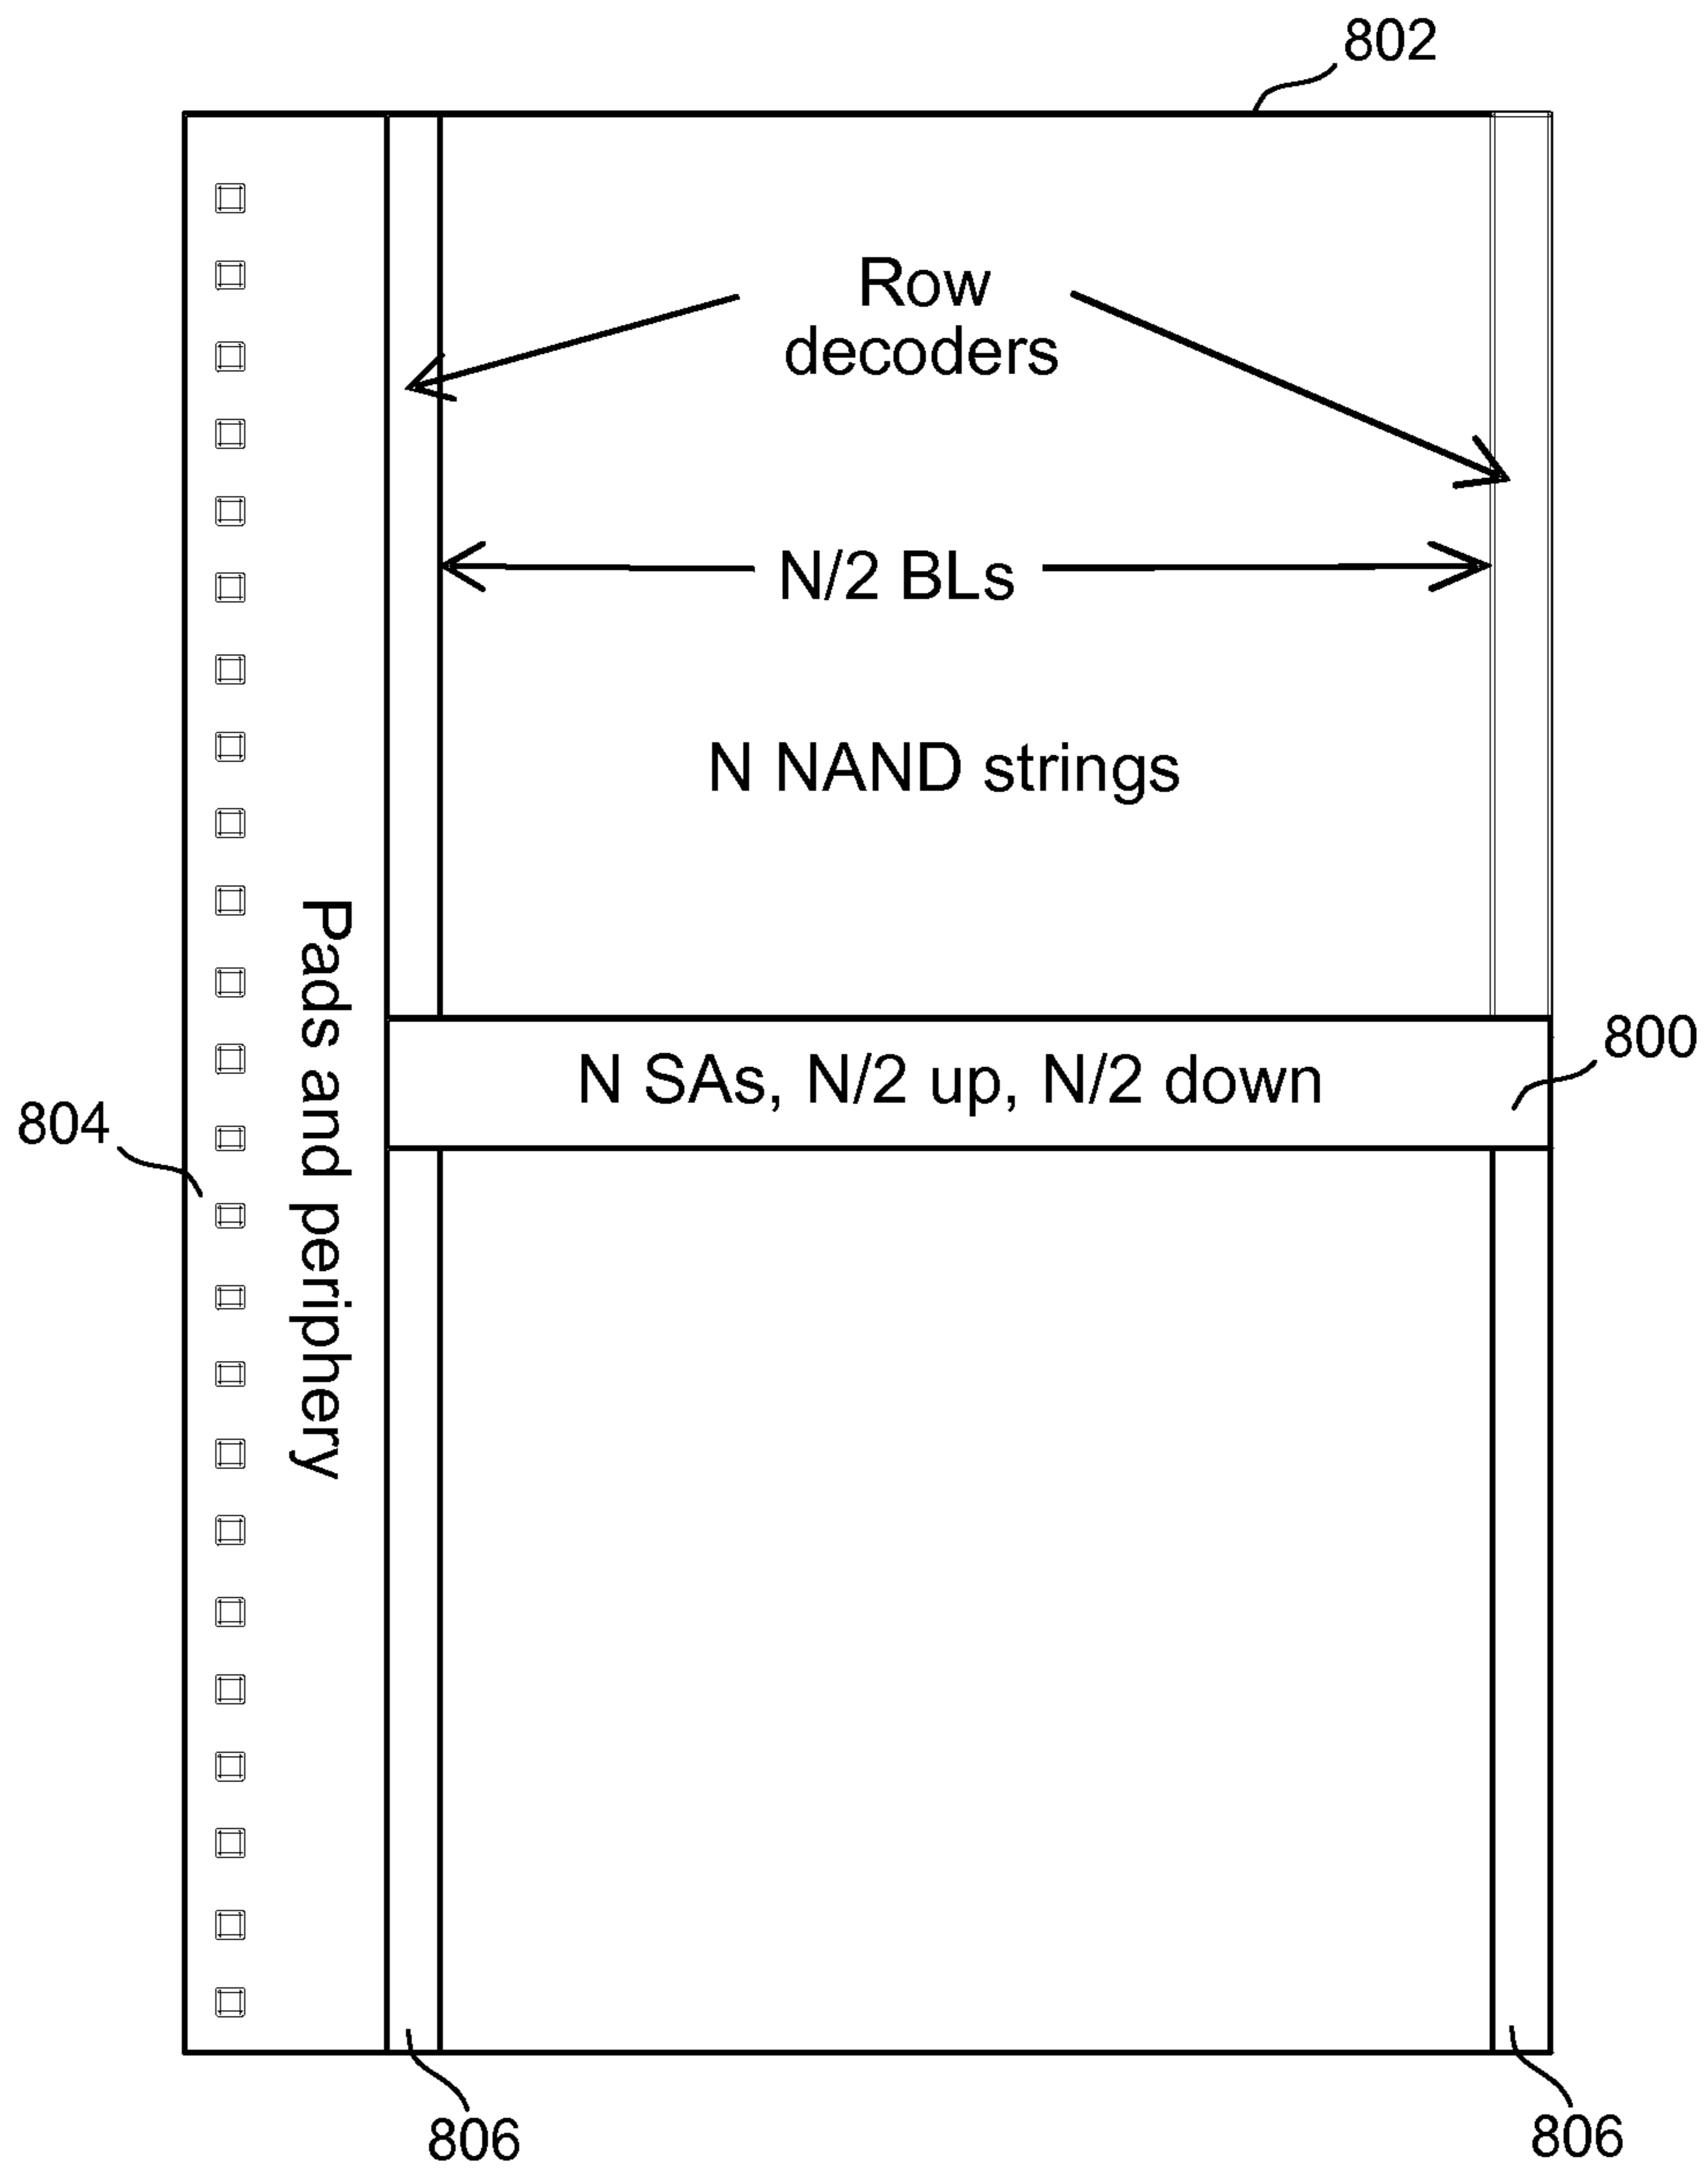 802
Row
decoders
N/2 BLs
N NAND strings
Pads and periphery
N SAs, N/2 up, N/2 down
800
804
806
806